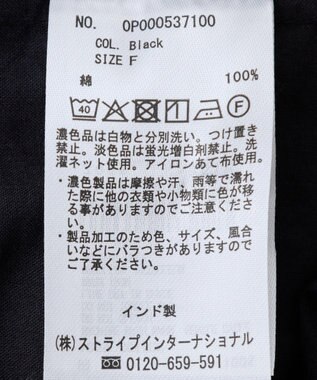 NO. 0P000537100
COL. Black
SIZE F
綿 100%
40 F
濃色品は白物と分別洗い。つけ置き
禁止。淡色品は蛍光増白剤禁止。洗
濯ネット使用。アイロンあて布使用。
・濃色製品は摩擦や汗、雨等で濡れ
た際に他の衣類や小物類に色が移
る事がありますのでご注意くださ
い。
・製品加工のため色、サイズ、風合
いなどにバラつきがありますのでご
了承ください。
インド製
(株)ストライプインターナショナル
0120-659-591